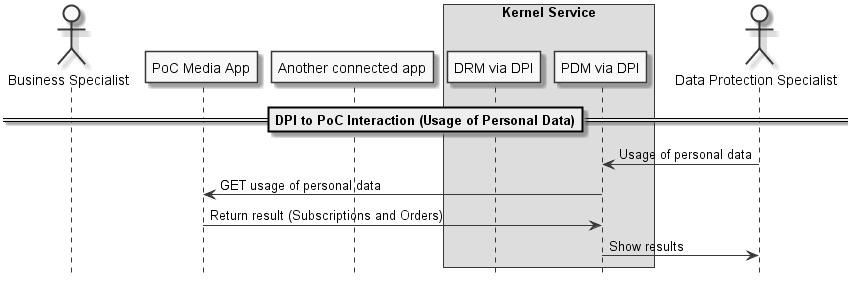 Kernel Service
Business Specialist
PoC Media App
Another connected app
DRM via DPI
PDM via DPI
Data Protection Specialist
DPI to PoC Interaction (Usage of Personal Data)
Usage of personal data
GET usage of personal data
Return result (Subscriptions and Orders)
Show results